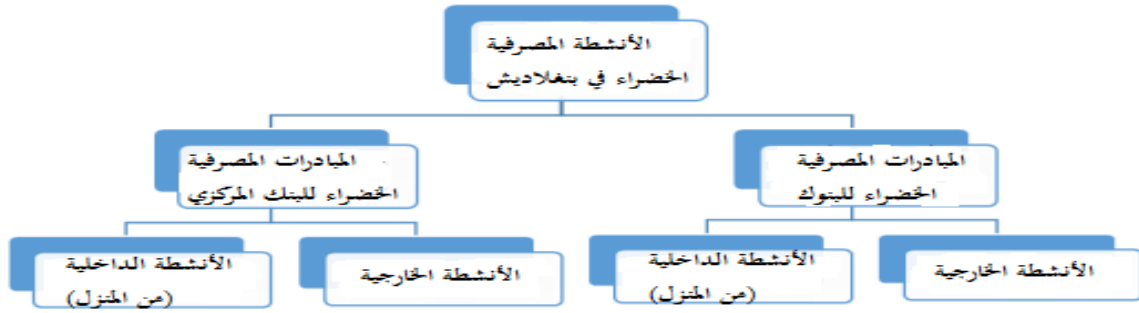 الأنشطة المصرفية
الخضراء في بنغلاديش
المبادرات المصرفية
الخضراء للبنوك
المبادرات المصرفية
الخضراء للبنك المركزي
الأنشطة الخارجية
الأنشطة الداخلية
(من المنزل)
الأنشطة الخارجية
الأنشطة الداخلية
(من المنزل)